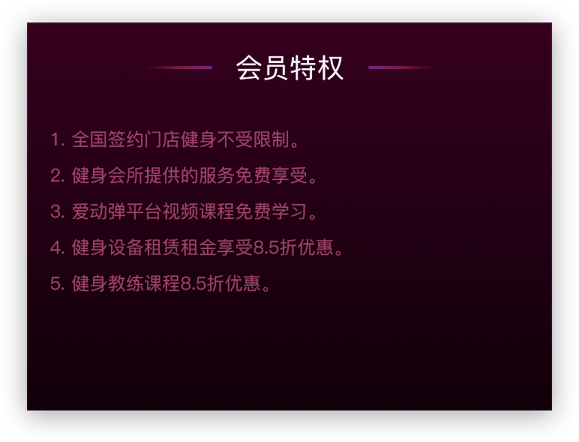 会员特权
1. 全国签约门店健身不受限制。
2. 健身会所提供的服务免费享受。
3. 爱动弹平台视频课程免费学习。
4. 健身设备租赁租金享受8.5折优惠。
5. 健身教练课程8.5折优惠。